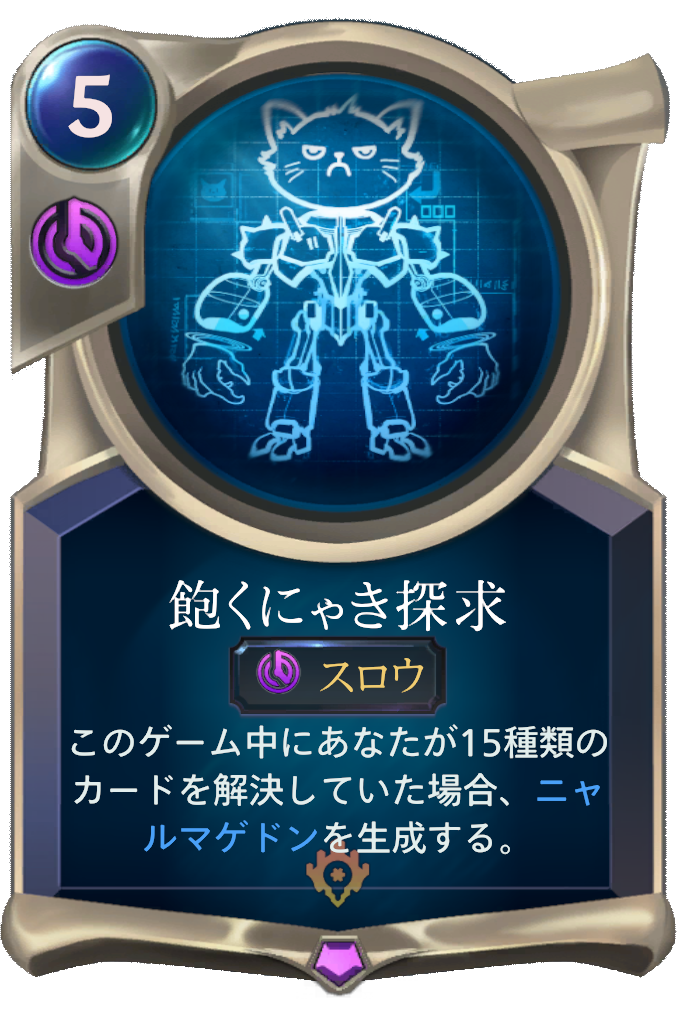 5
飽くにゃき探求
スロウ
このゲーム中にあなたが15種類の
カードを解決していた場合、ニャ
ルマゲドンを生成する。